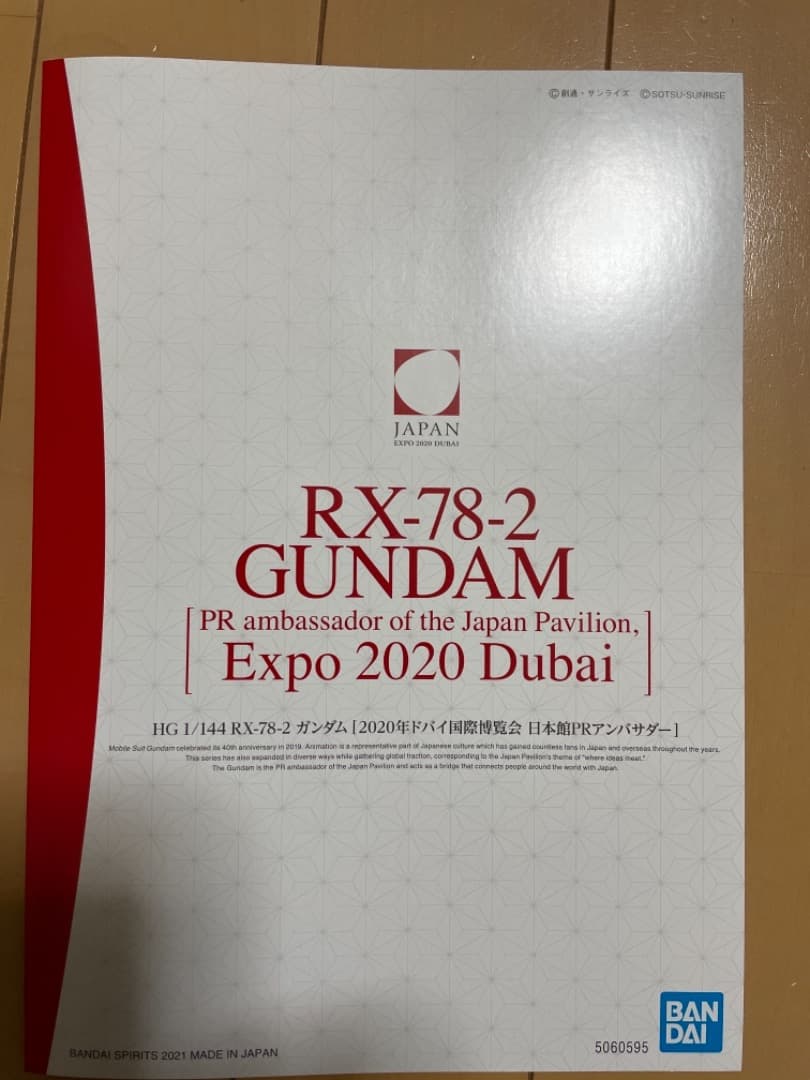 ©創通・サンライズ ©SOTSU・SUNRISE
JAPAN
EXPO 2020 DUBAI
RX-78-2
GUNDAM
[PR ambassador of the Japan Pavilion,
Expo 2020 Dubai]
HG 1/144 RX-78-2 ガンダム [2020年ドバイ国際博覧会 日本館PRアンバサダー]
Mobile Suit Gundam celebrated its 40th anniversary in 2019. Animation is a representative part of Japanese culture which has gained countless fans in Japan and overseas throughout the years.
This series has also expanded in diverse ways while gathering global traction, corresponding to the Japan Pavilion's theme of "where ideas meet."
The Gundam is the PR ambassador of the Japan Pavilion and acts as a bridge that connects people around the world with Japan.
BAN
DAI
5060595
BANDAI SPIRITS 2021 MADE IN JAPAN